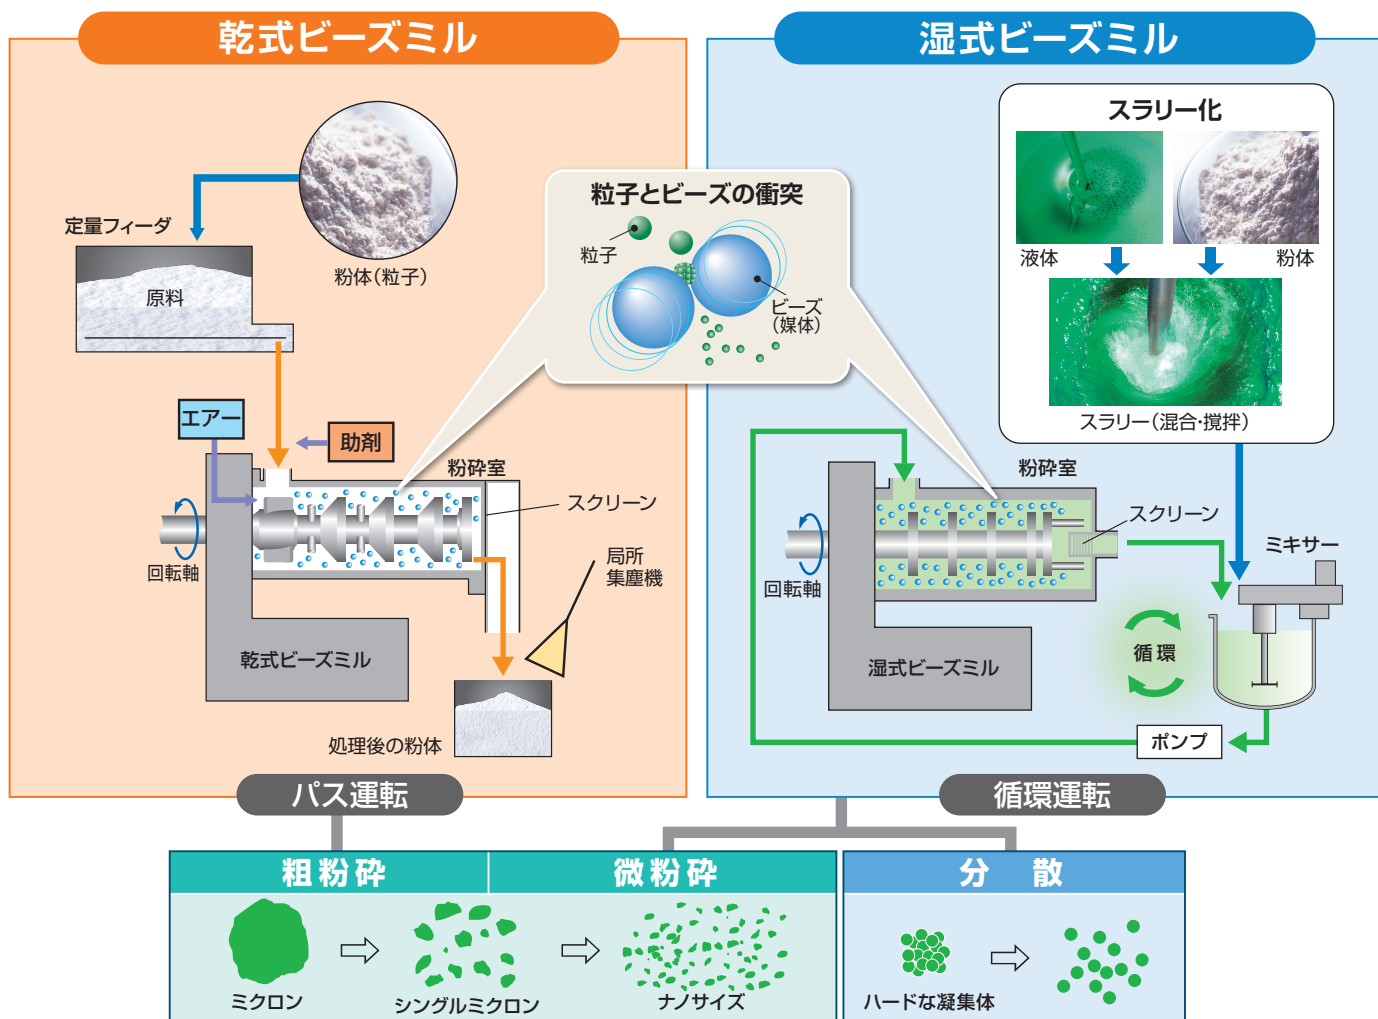 乾式ビーズミル
粉体(粒子)
定量フィーダ
原料
エアー
助剤
粉砕室
スクリーン
回転軸
局所
集塵機
乾式ビーズミル
処理後の粉体
パス運転
粒子とビーズの衝突
粒子
ビーズ
(媒体)
湿式ビーズミル
スラリー化
液体
粉体
スラリー(混合・撹拌)
粉砕室
スクリーン
ミキサー
回転軸
循環
湿式ビーズミル
ポンプ
循環運転
粗粉砕
微粉砕
分 散
ミクロン
シングルミクロン
ナノサイズ
ハードな凝集体